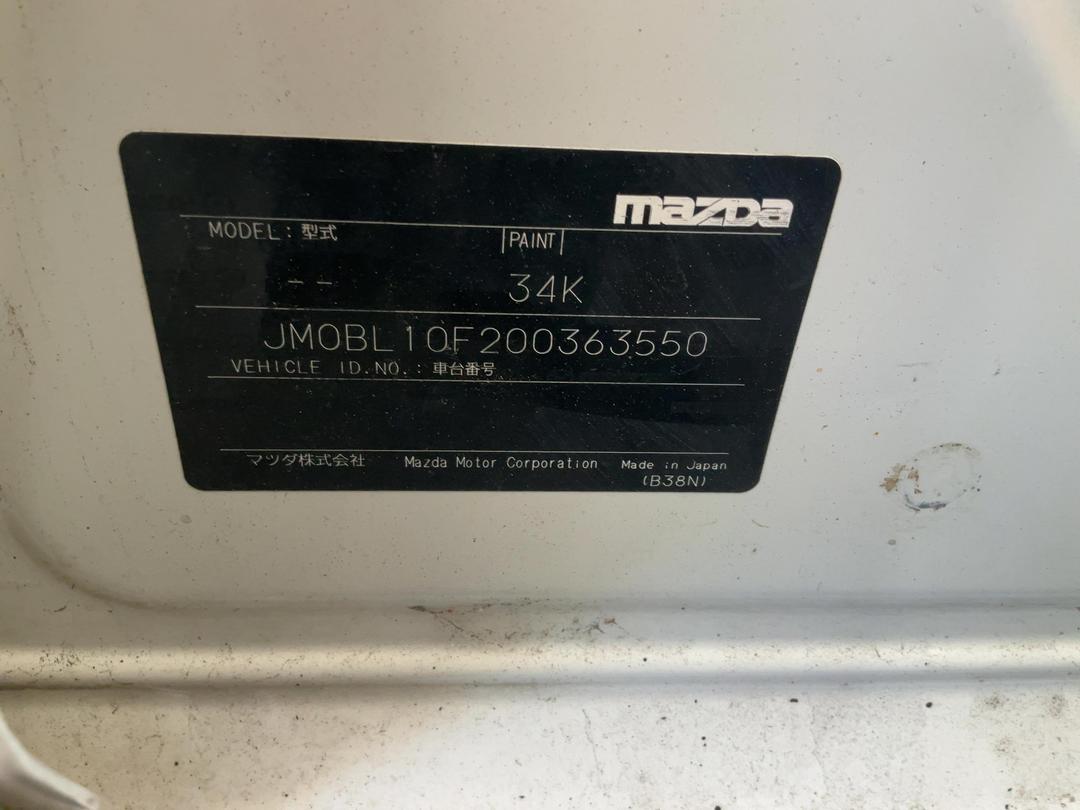 mazda
MODEL: 型式 |PAINT|
-- 34K
JM0BL10F200363550
VEHICLE ID.NO.: 車台番号
マツダ株式会社 Mazda Motor Corporation Made in Japan
(B38N)